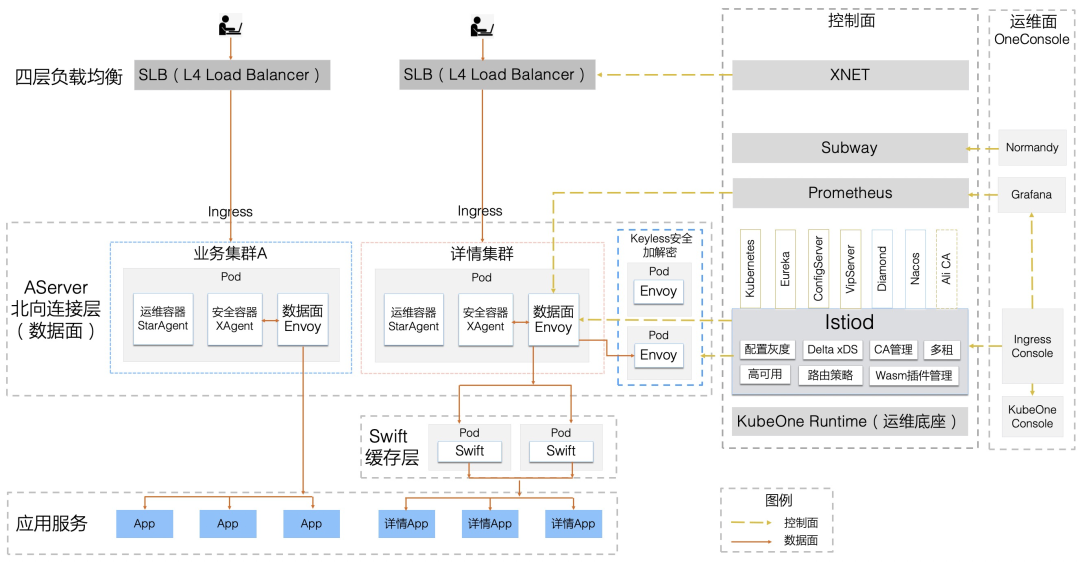 控制面
运维面
OneConsole
四层负载均衡
SLB（L4 Load Balancer）
SLB（L4 Load Balancer）
XNET
Subway
Normandy
Prometheus
Grafana
Ingress
Ingress
AServer
北向连接层
（数据面）
业务集群A
Pod
运维容器
StarAgent
安全容器
XAgent
数据面
Envoy
详情集群
Pod
运维容器
StarAgent
安全容器
XAgent
数据面
Envoy
Keyless安全
加解密
Pod
Envoy
Pod
Envoy
Kubernetes
Eureka
ConfigServer
VipServer
Diamond
Nacos
Ali CA
Istiod
配置灰度
Delta xDS
CA管理
多租
高可用
路由策略
Wasm插件管理
Ingress
Console
KubeOne Runtime（运维底座）
KubeOne
Console
Swift
缓存层
Pod
Swift
Pod
Swift
应用服务
App
App
App
详情App
详情App
详情App
图例
控制面
数据面